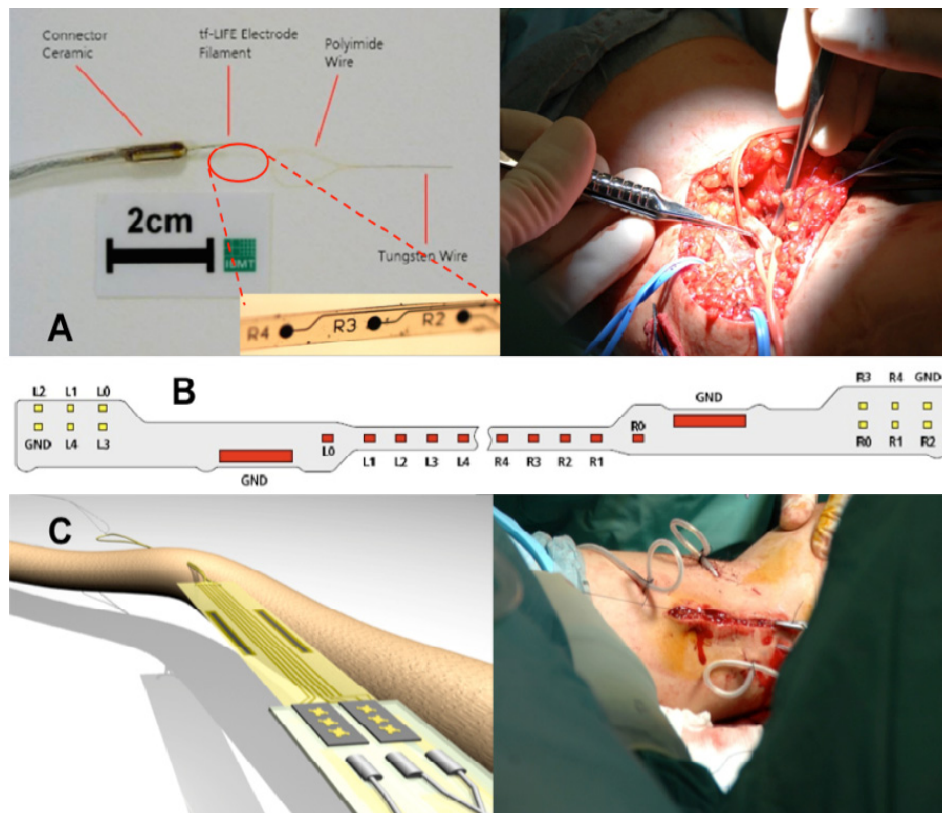 Connector
Ceramic
tf-LIFE Electrode
Filament
Polyimide
Wire
2cm
IBMT
Tungsten Wire
A
R4 R3 R2
B
L2 L1 L0
GND L4 L3
GND
L0
L1 L2 L3 L4
R4 R3 R2 R1
R0
GND
R3 R4 GND
R0 R1 R2
C